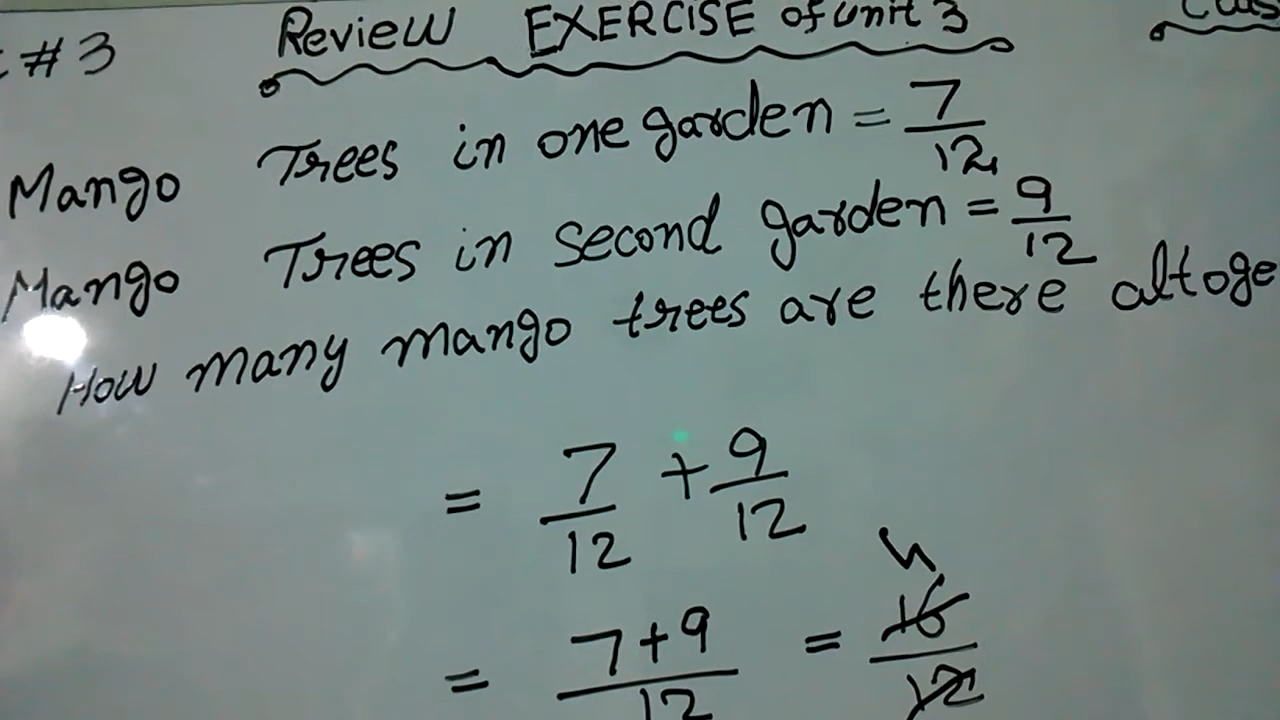 #3 Review EXERCISE of unit 3
Mango Trees in one garden = 7/12
Mango Trees in second garden = 9/12
How many mango trees are there altoge
= 7/12 + 9/12
4
= 7+9/12 = 16/12